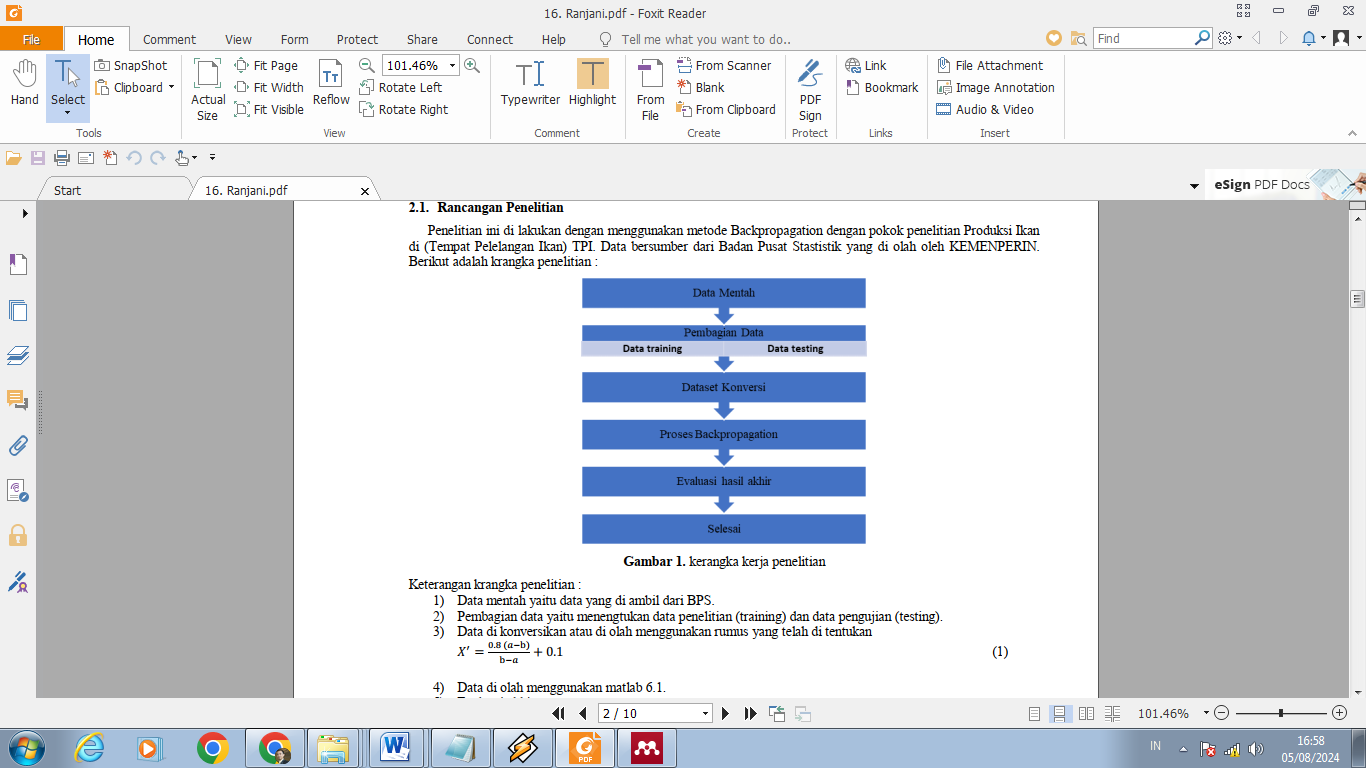 16. Ranjani.pdf - Foxit Reader
File Home Comment View Form Protect Share Connect Help Tell me what you want to do.. Find
Hand Select SnapShot Clipboard
Actual Size Fit Page Fit Width Fit Visible Reflow 101.46% Rotate Left Rotate Right
Typewriter Highlight
From File From Scanner Blank From Clipboard
PDF Sign
Link Bookmark
File Attachment Image Annotation Audio & Video
Tools View Comment Create Protect Links Insert
Start 16. Ranjani.pdf eSign PDF Docs
2.1. Rancangan Penelitian
Penelitian ini di lakukan dengan menggunakan metode Backpropagation dengan pokok penelitian Produksi Ikan
di (Tempat Pelelangan Ikan) TPI. Data bersumber dari Badan Pusat Stastistik yang di olah oleh KEMENPERIN.
Berikut adalah krangka penelitian :
Data Mentah
Pembagian Data
Data training Data testing
Dataset Konversi
Proses Backpropagation
Evaluasi hasil akhir
Selesai
Gambar 1. kerangka kerja penelitian
Keterangan krangka penelitian :
1) Data mentah yaitu data yang di ambil dari BPS.
2) Pembagian data yaitu menengtukan data penelitian (training) dan data pengujian (testing).
3) Data di konversikan atau di olah menggunakan rumus yang telah di tentukan
X′ = 0.8 (a−b) / b−a + 0.1 (1)
4) Data di olah menggunakan matlab 6.1.
2 / 10 101.46%
IN 16:58
05/08/2024